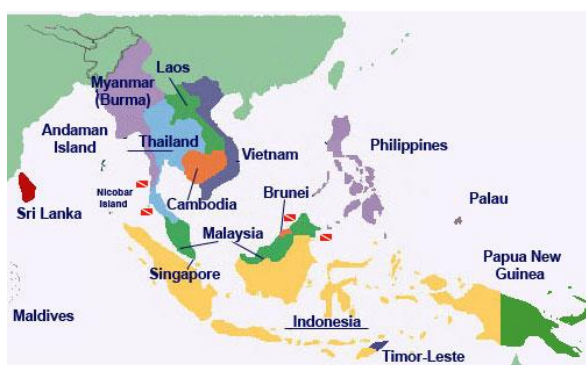 Laos
Myanmar
(Burma)
Andaman
Island
Thailand
Vietnam
Philippines
Nicobar
Island
Sri Lanka
Cambodia
Brunei
Palau
Malaysia
Singapore
Papua New
Guinea
Maldives
Indonesia
Timor-Leste